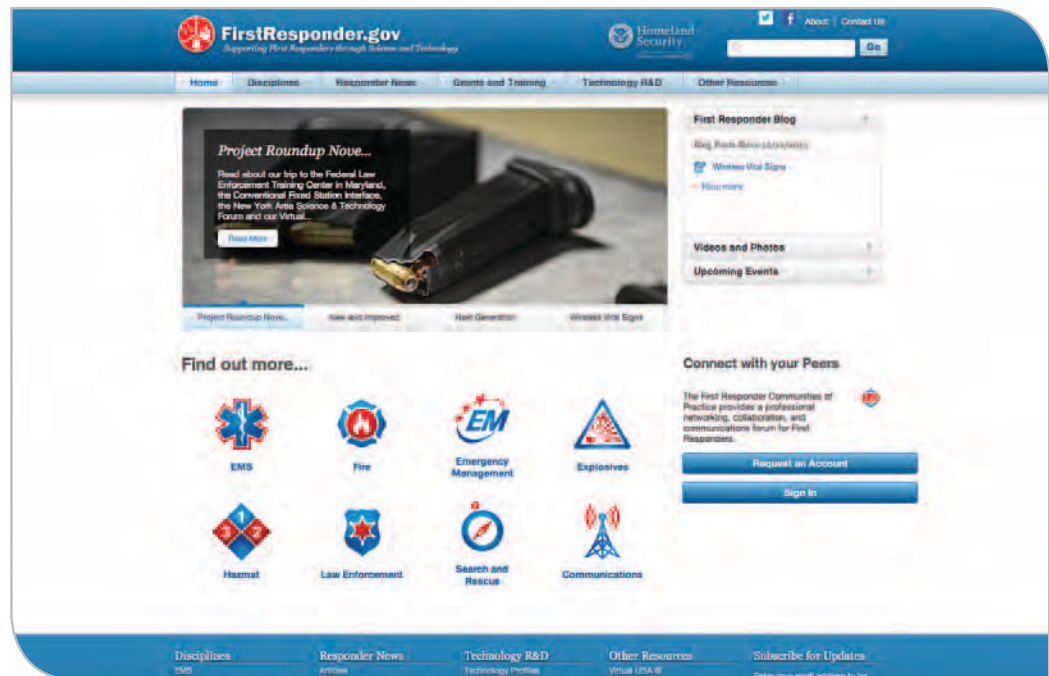 FirstResponder.gov
Supporting First Responders through Science and Technology
Homeland
Security
About | Contact Us
Go
Home
Disciplines
Responder News
Grants and Training
Technology R&D
Other Resources
Project Roundup Nove...
Read about our trip to the Federal Law
Enforcement Training Center in Maryland,
the Conventional Fixed Station Interface,
the New York Area Science & Technology
Forum and our Virtual...
Read More
Project Roundup Nove...
New and Improved
Next Generation
Wireless Vital Signs
First Responder Blog
Wireless Vital Signs
View more
Videos and Photos
Upcoming Events
Find out more...
EMS
Fire
EM
Emergency
Management
Explosives
1
3
Hazmat
Law Enforcement
Search and
Rescue
Communications
Connect with your Peers
The First Responder Communities of
Practice provides a professional
networking, collaboration, and
communications forum for First
Responders.
Request an Account
Sign In
Disciplines
EMS
Responder News
Articles
Technology R&D
Technology Profiles
Other Resources
Virtual USA
Subscribe for Updates